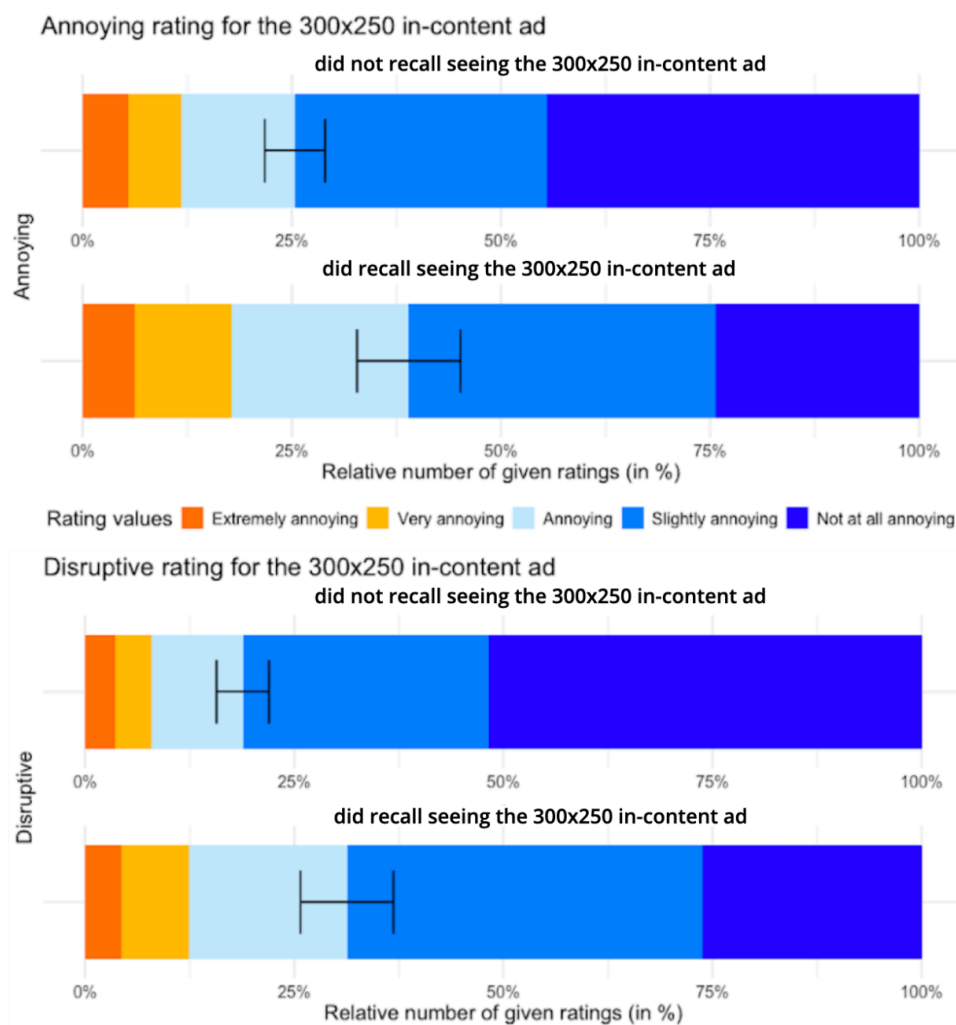 Annoying rating for the 300x250 in-content ad
did not recall seeing the 300x250 in-content ad
0% 25% 50% 75% 100%
Annoying
did recall seeing the 300x250 in-content ad
0% 25% 50% 75% 100%
Relative number of given ratings (in %)
Rating values Extremely annoying Very annoying Annoying Slightly annoying Not at all annoying
Disruptive rating for the 300x250 in-content ad
did not recall seeing the 300x250 in-content ad
0% 25% 50% 75% 100%
Disruptive
did recall seeing the 300x250 in-content ad
0% 25% 50% 75% 100%
Relative number of given ratings (in %)